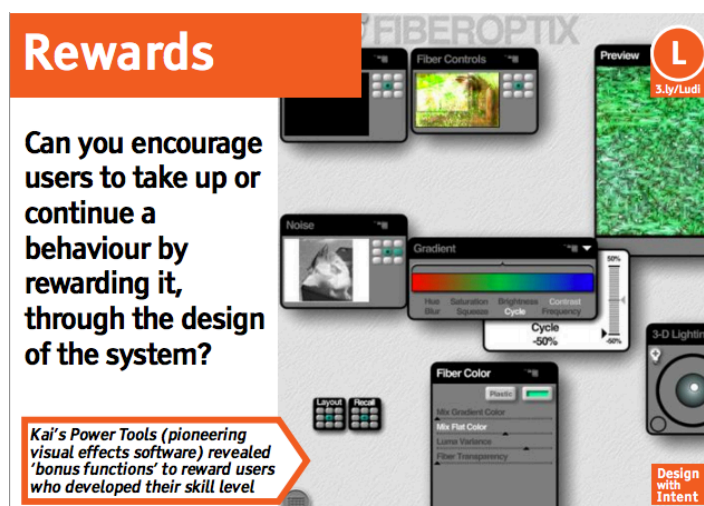 Rewards
FIBEROPTIX
Fiber Controls
Preview
L
3.ly/Ludi
Can you encourage
users to take up or
continue a
behaviour by
rewarding it,
through the design
of the system?
Noise
Gradient
Hue Saturation Brightness Contrast
Blur Squeeze Cycle Frequency
50%
-50%
Cycle
-50%
3-D Lightin
Fiber Color
Plastic
Mix Gradient Color
Mix Flat Color
Luma Variance
Fiber Transparency
Layout Recall
Kai's Power Tools (pioneering
visual effects software) revealed
'bonus functions' to reward users
who developed their skill level
Design
with
Intent